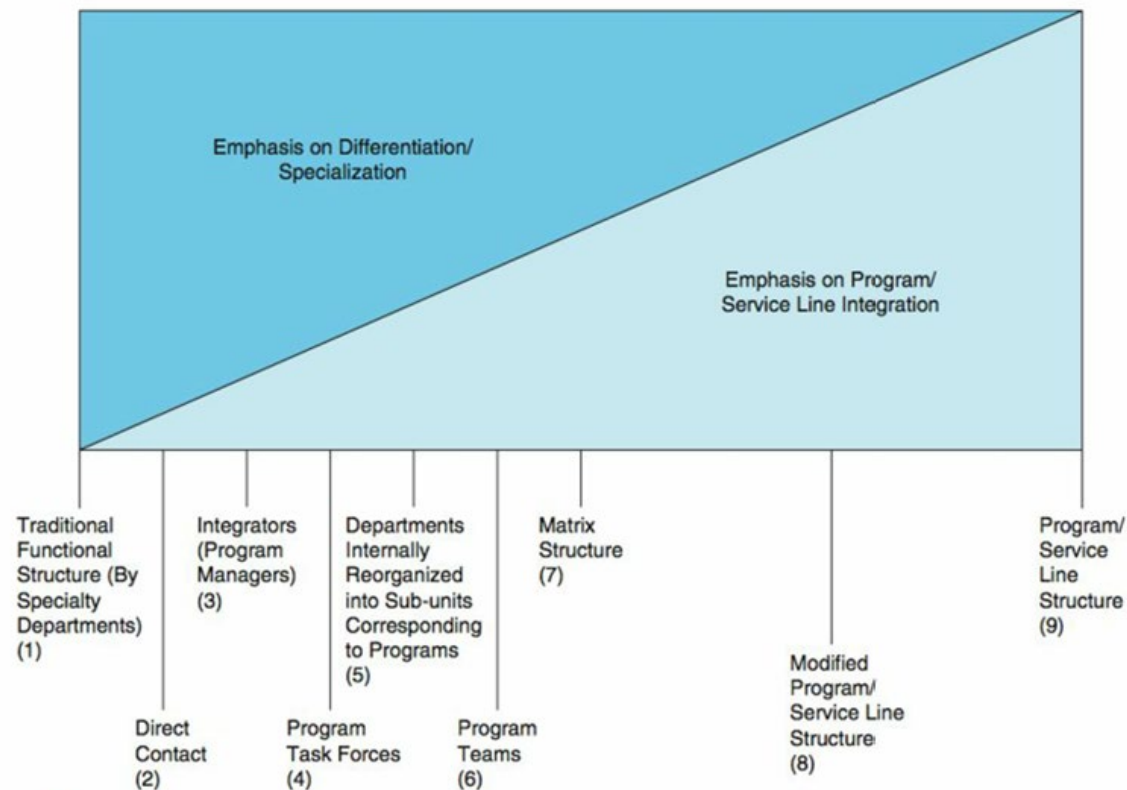 Emphasis on Differentiation/
Specialization
Emphasis on Program/
Service Line Integration
Traditional
Functional
Structure (By
Specialty
Departments)
(1)
Direct
Contact
(2)
Integrators
(Program
Managers)
(3)
Program
Task Forces
(4)
Departments
Internally
Reorganized
into Sub-units
Corresponding
to Programs
(5)
Program
Teams
(6)
Matrix
Structure
(7)
Modified
Program/
Service Line
Structure
(8)
Program/
Service
Line
Structure
(9)